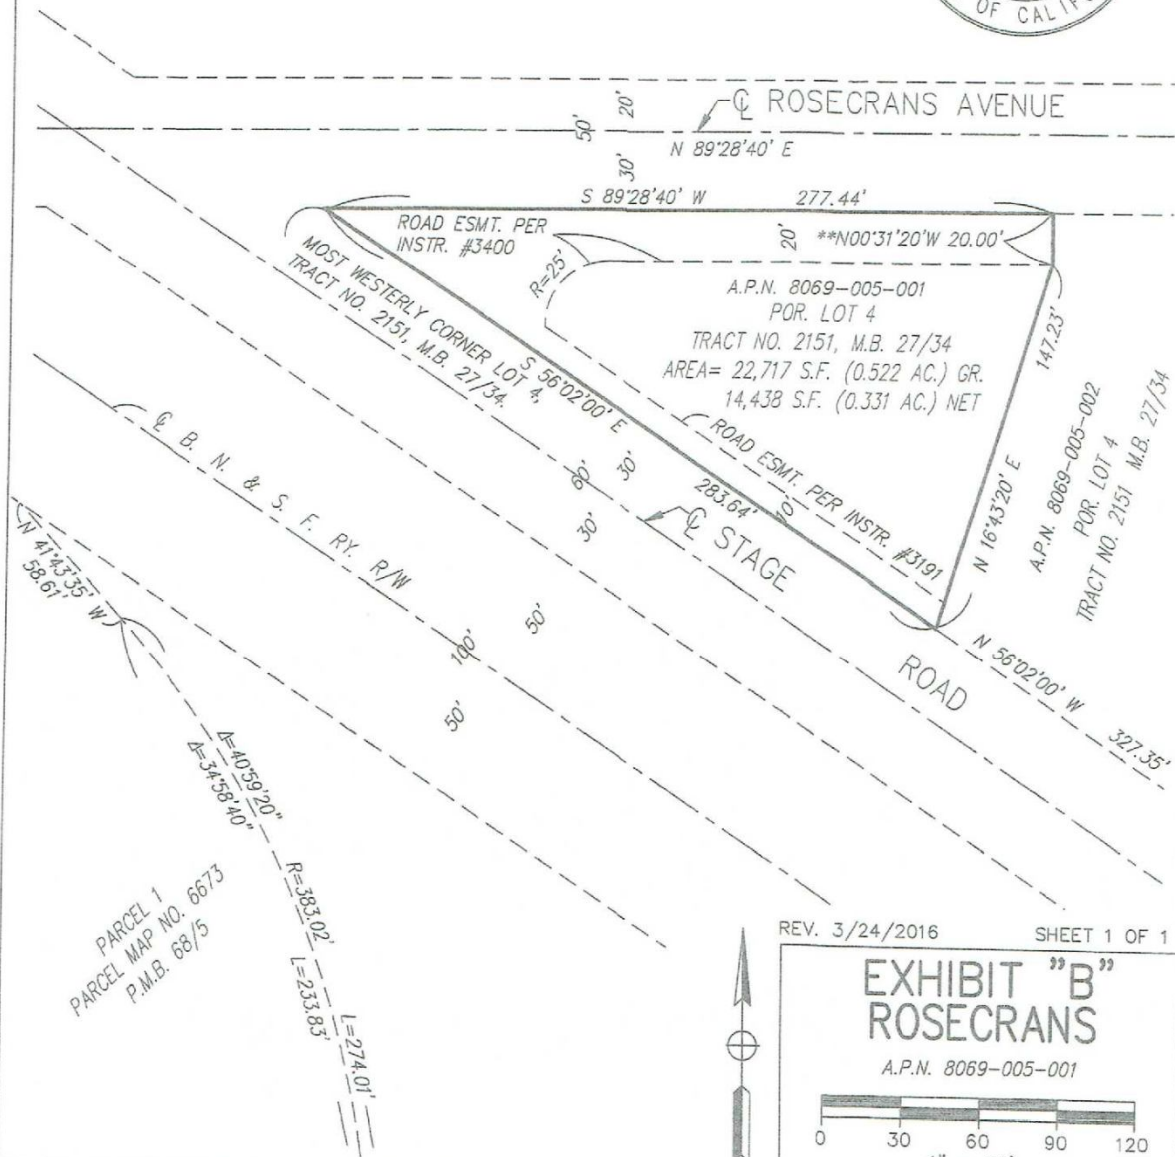 OF CALIF
℄ ROSECRANS AVENUE
20'
50'
N 89°28'40" E
30'
S 89°28'40" W 277.44'
ROAD ESMT. PER
INSTR. #3400
20'
**N00°31'20"W 20.00'
R=25'
MOST WESTERLY CORNER LOT 4,
TRACT NO. 2151, M.B. 27/34.
A.P.N. 8069-005-001
POR. LOT 4
TRACT NO. 2151, M.B. 27/34
AREA= 22,717 S.F. (0.522 AC.) GR.
14,438 S.F. (0.331 AC.) NET
147.23'
N 16°43'20" E
A.P.N. 8069-005-002
POR. LOT 4
TRACT NO. 2151 M.B. 27/34
S 56°02'00" E
283.64'
ROAD ESMT. PER INSTR. #3191
10'
30'
60'
30'
℄ STAGE
ROAD
℄ B. N. & S. F. RY. R/W
50'
100'
50'
N 56°02'00" W
327.35'
N 41°43'35" W
58.61'
Δ=40°59'20"
Δ=34°58'40"
R=383.02'
L=233.83'
L=274.01'
PARCEL 1
PARCEL MAP NO. 6673
P.M.B. 68/5
REV. 3/24/2016 SHEET 1 OF 1
EXHIBIT "B"
ROSECRANS
A.P.N. 8069-005-001
0 30 60 90 120